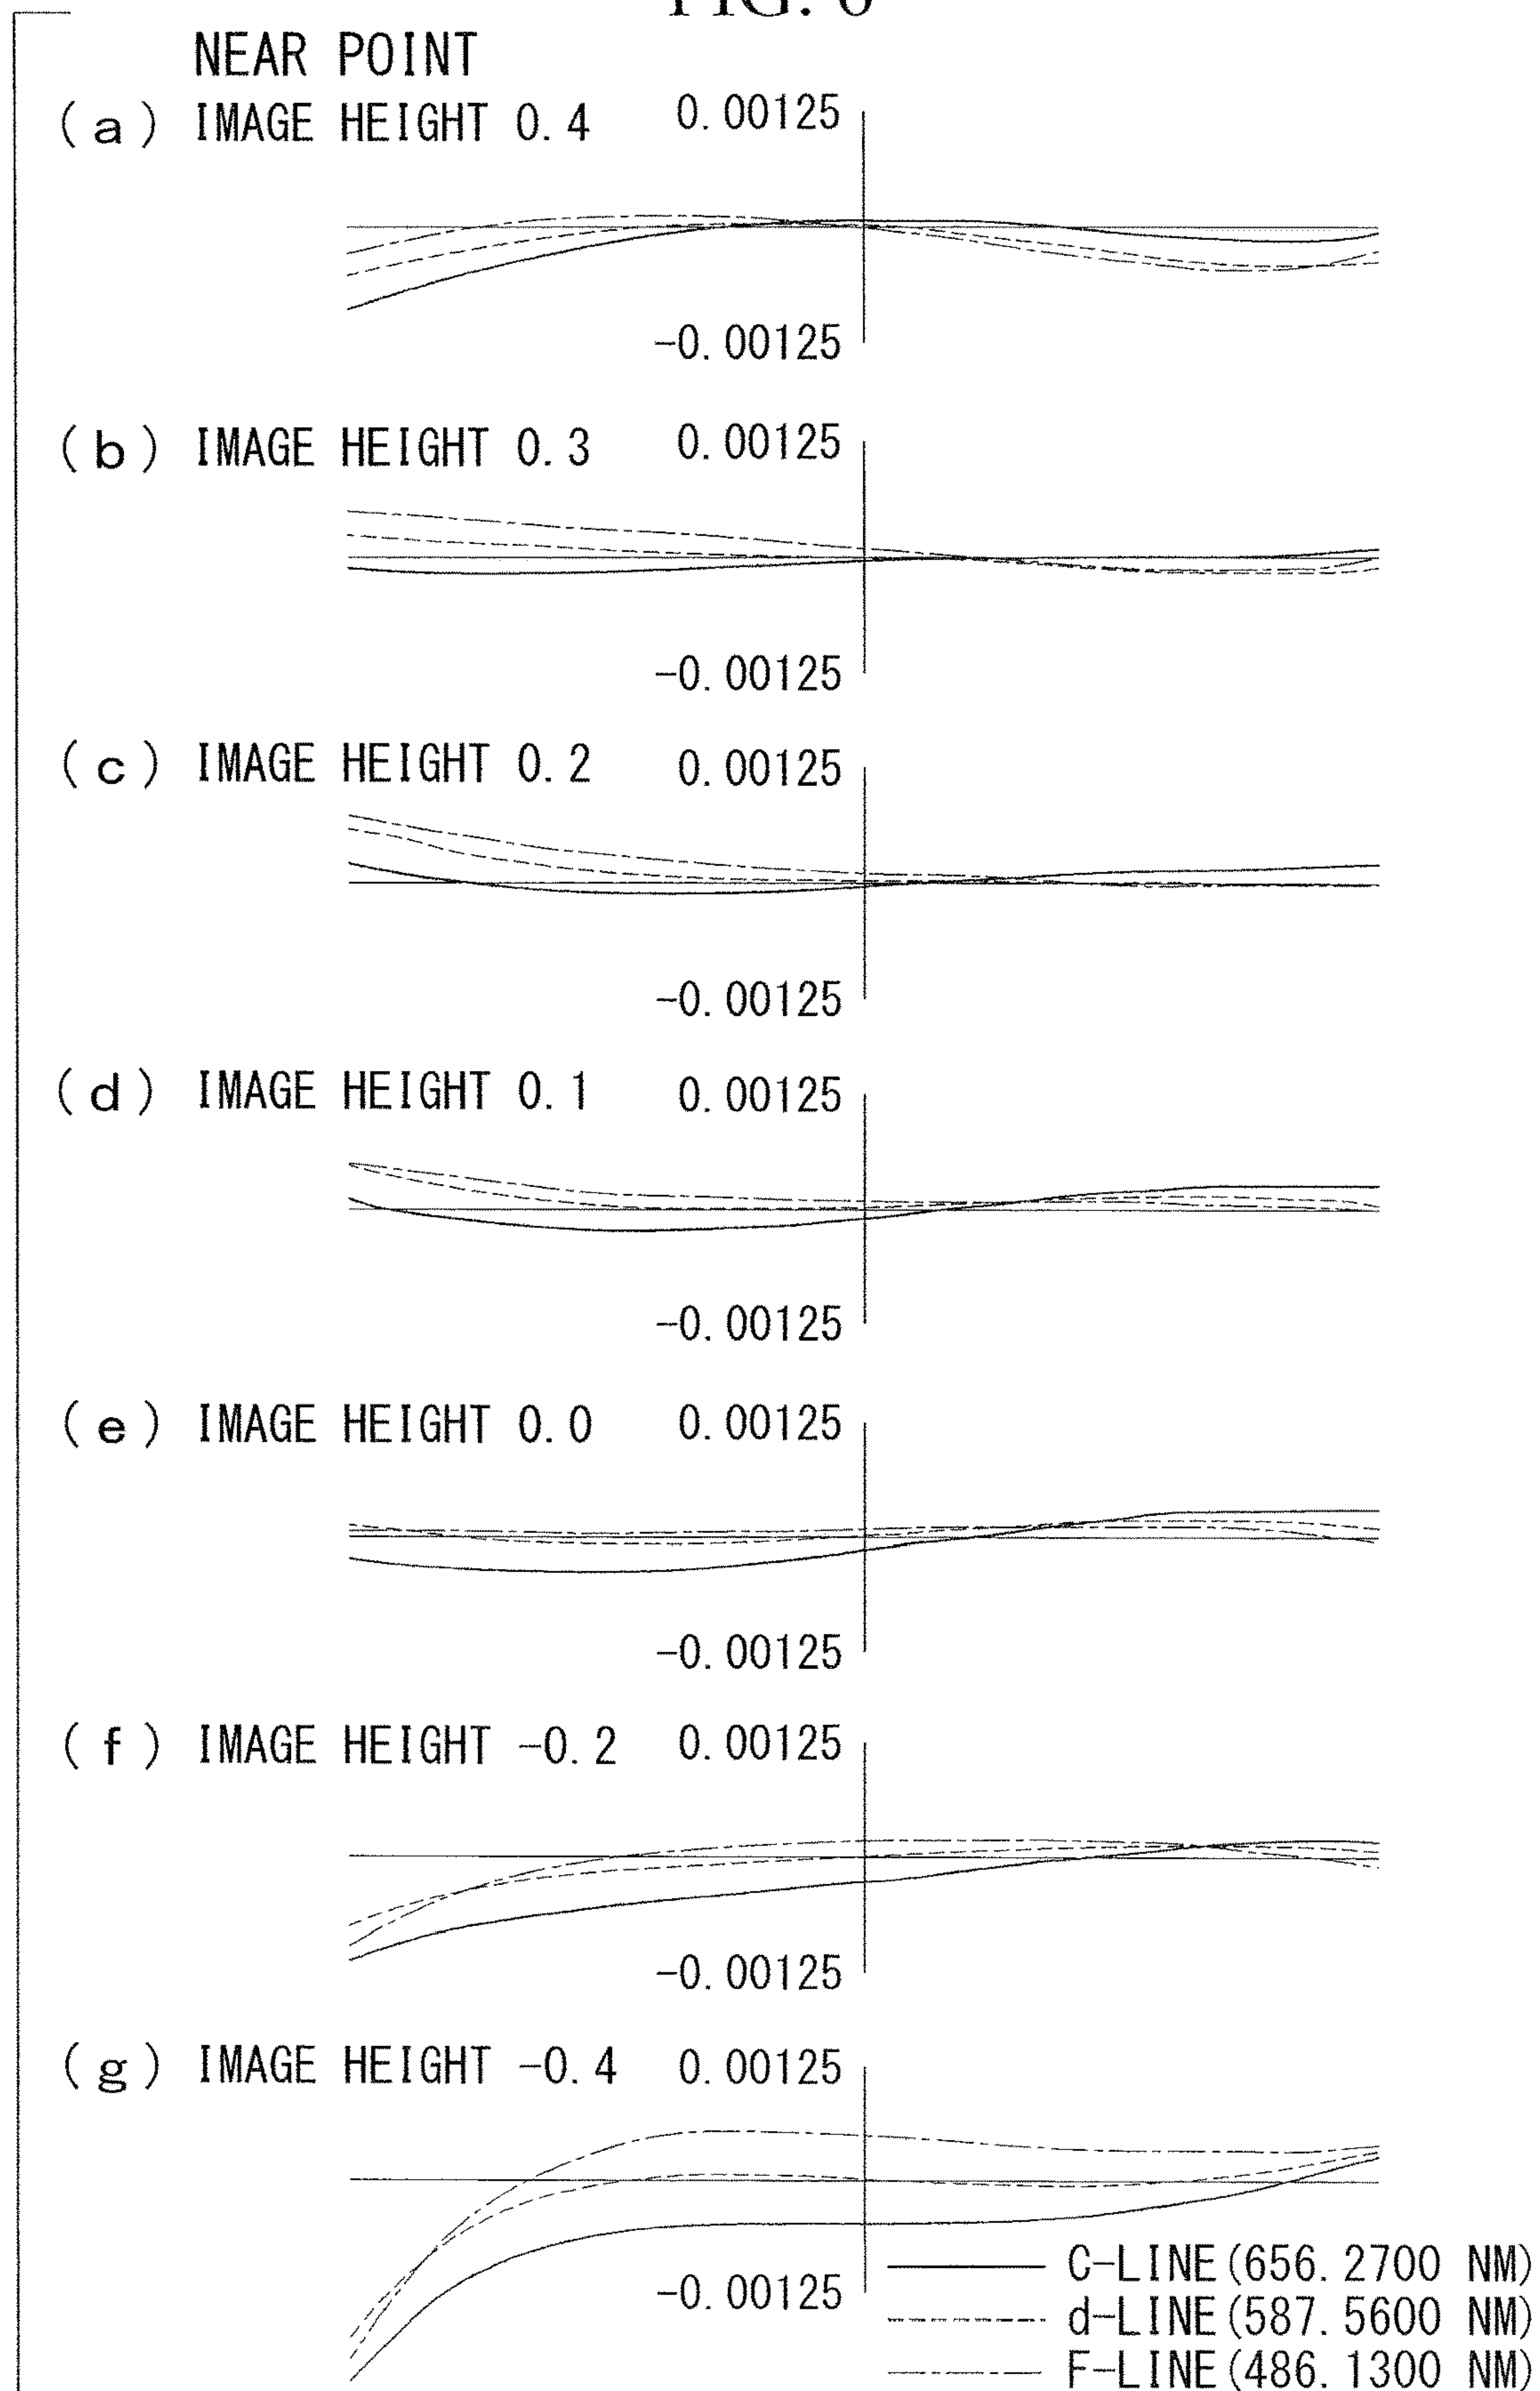 FIG. 6
NEAR POINT
(a) IMAGE HEIGHT 0.4 0.00125
-0.00125
(b) IMAGE HEIGHT 0.3 0.00125
-0.00125
(c) IMAGE HEIGHT 0.2 0.00125
-0.00125
(d) IMAGE HEIGHT 0.1 0.00125
-0.00125
(e) IMAGE HEIGHT 0.0 0.00125
-0.00125
(f) IMAGE HEIGHT -0.2 0.00125
-0.00125
(g) IMAGE HEIGHT -0.4 0.00125
-0.00125
C-LINE(656.2700 NM)
d-LINE(587.5600 NM)
F-LINE(486.1300 NM)